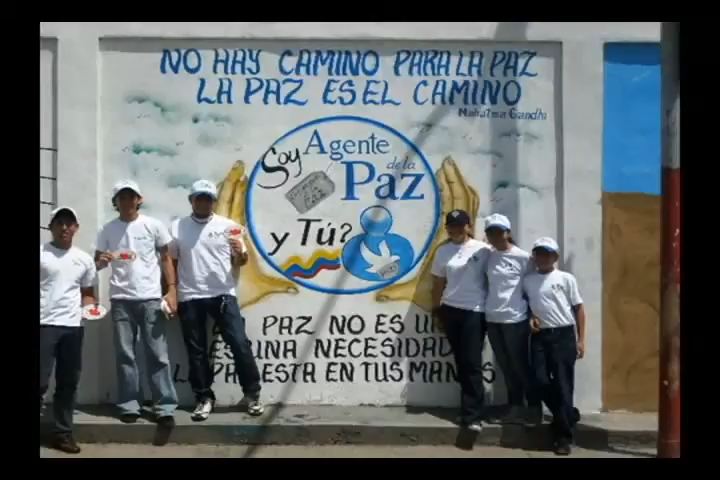 NO HAY CAMINO PARA LA PAZ
LA PAZ ES EL CAMINO
Mahatma Gandhi
Soy Agente
de la
Paz
y Tú?
PAZ NO ES
ES UNA NECESIDAD
ESTA EN TUS MANOS